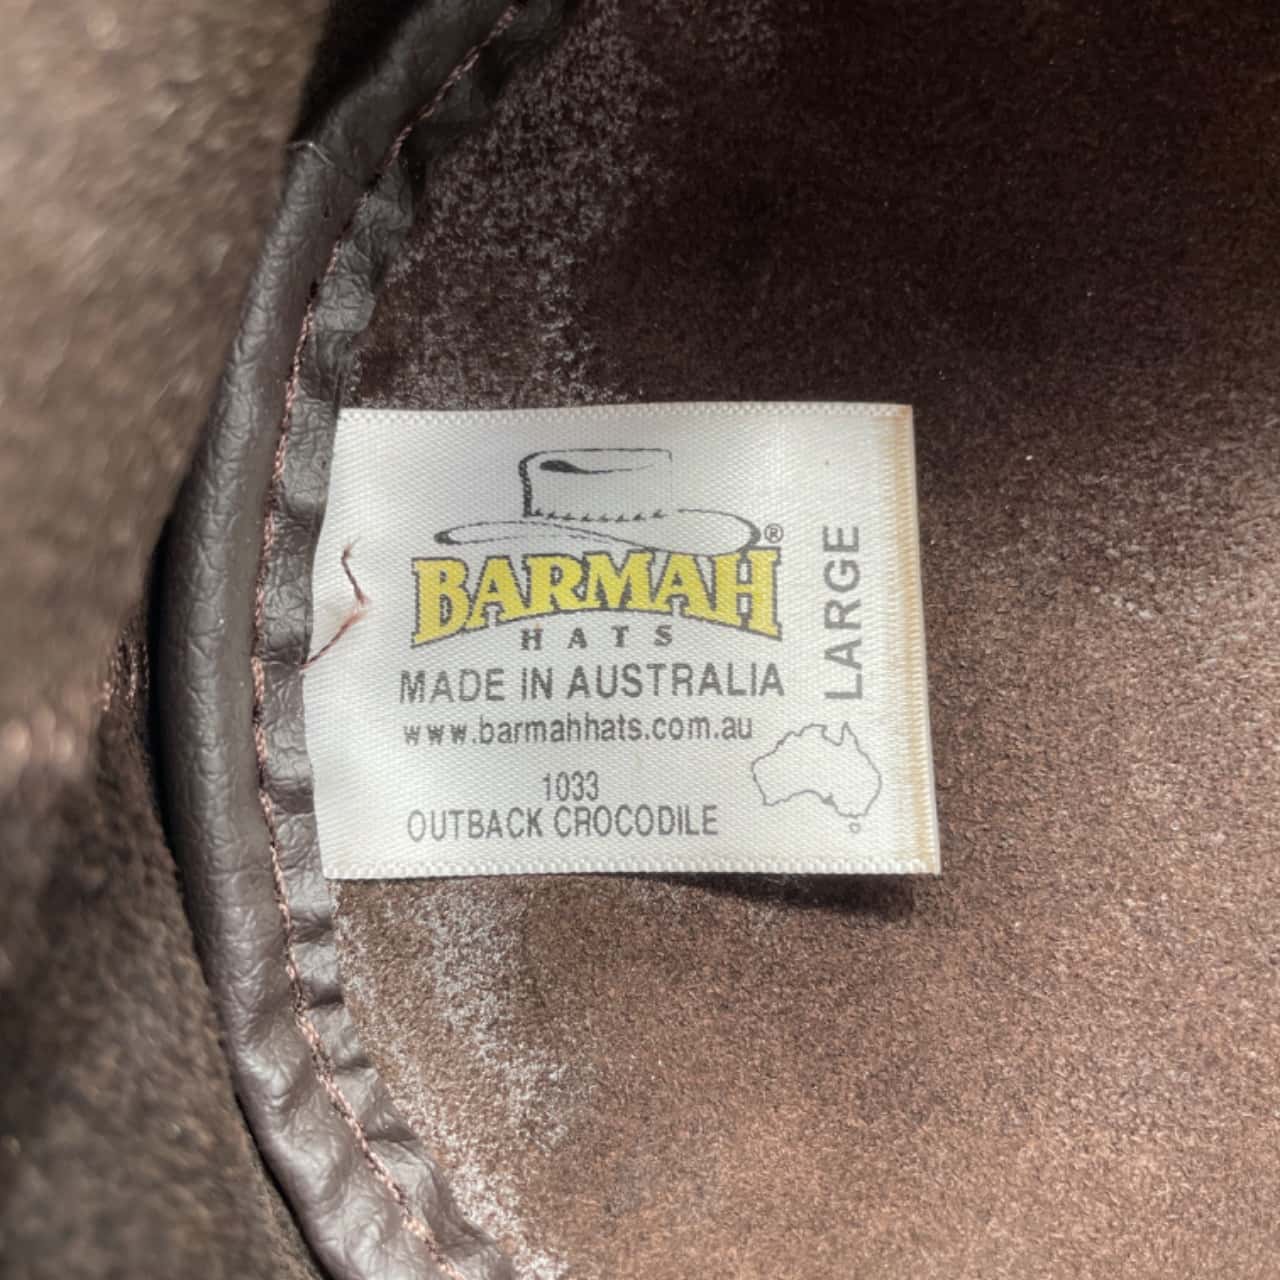 BARMAH®
HATS
MADE IN AUSTRALIA
www.barmahhats.com.au
1033
OUTBACK CROCODILE
LARGE